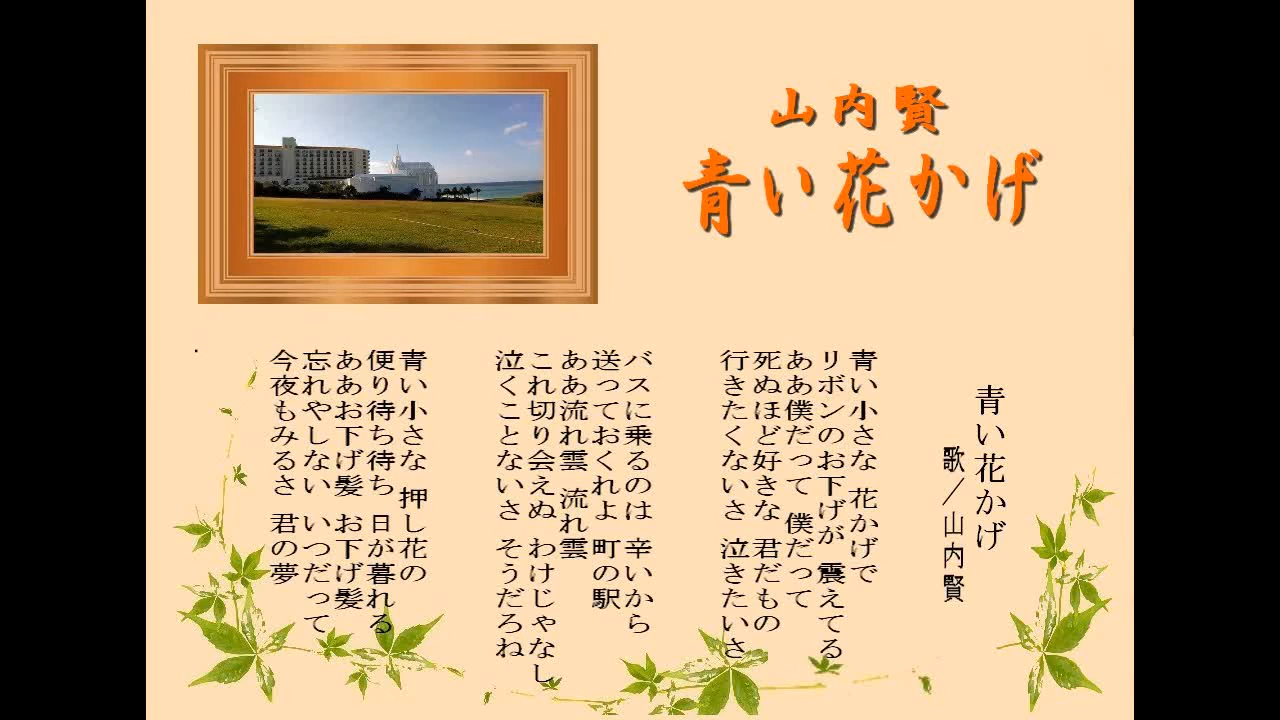 山内賢
青い花かげ
青い花かげ
歌／山内賢
青い小さな 花かげで
リボンのお下げが 震えてる
ああ僕だって 僕だって
死ぬほど好きな 君だもの
行きたくないさ 泣きたいさ
バスに乗るのは 辛いから
送っておくれよ 町の駅
ああ流れ雲 流れ雲
これ切り会えぬ わけじゃなし
泣くことないさ そうだろね
青い小さな 押し花の
便り待ち待ち 日が暮れる
ああお下げ髪 お下げ髪
忘れやしない いつだって
今夜もみるさ 君の夢